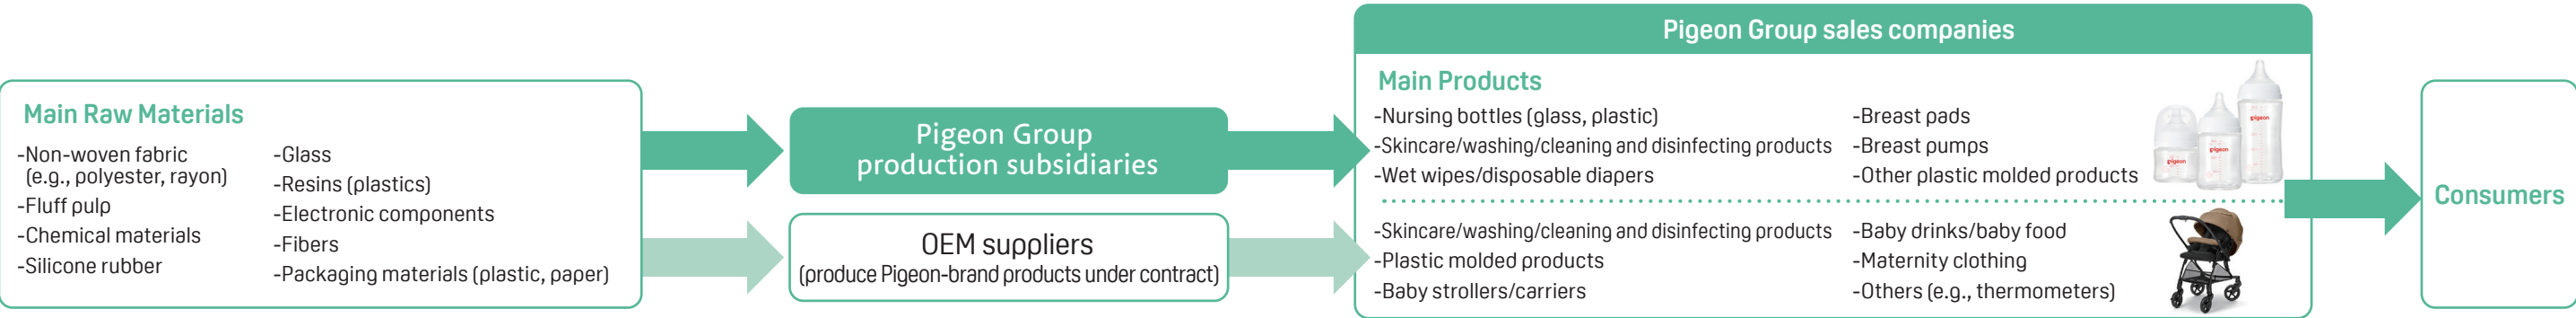 Main Raw Materials
-Non-woven fabric
(e.g., polyester, rayon)
-Fluff pulp
-Chemical materials
-Silicone rubber
-Glass
-Resins (plastics)
-Electronic components
-Fibers
-Packaging materials (plastic, paper)
Pigeon Group
production subsidiaries
OEM suppliers
(produce Pigeon-brand products under contract)
Pigeon Group sales companies
Main Products
-Nursing bottles (glass, plastic)
-Skincare/washing/cleaning and disinfecting products
-Wet wipes/disposable diapers
-Breast pads
-Breast pumps
-Other plastic molded products
Pigeon
Pigeon
Pigeon
-Skincare/washing/cleaning and disinfecting products
-Plastic molded products
-Baby strollers/carriers
-Baby drinks/baby food
-Maternity clothing
-Others (e.g., thermometers)
Consumers